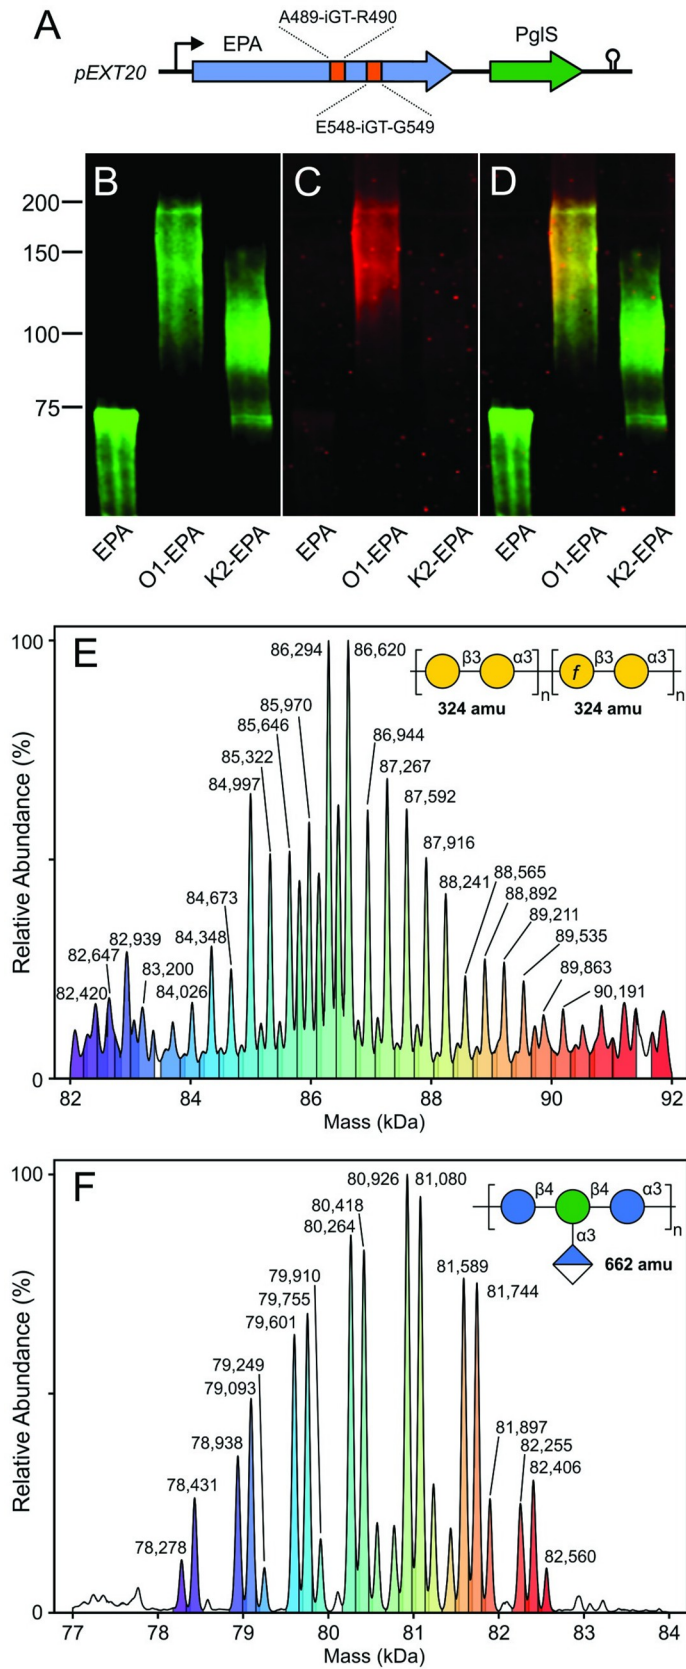 A
A489-iGT-R490
EPA
PglS
pEXT20
E548-iGT-G549
B C D
200
150
100
75
EPA O1-EPA K2-EPA EPA O1-EPA K2-EPA EPA O1-EPA K2-EPA
E
Relative Abundance (%)
100
0
86,294
86,620
85,970
85,646
85,322
84,997
86,944
87,267
87,592
87,916
88,241
88,565
88,892
89,211
89,535
89,863
90,191
84,673
84,348
82,939
82,647
83,200
82,420
84,026
β3 α3 n f β3 α3 n
324 amu 324 amu
82 84 86 88 90 92
Mass (kDa)
F
Relative Abundance (%)
100
0
80,926
81,080
80,418
80,264
79,910
79,755
79,601
79,249
79,093
78,938
78,431
78,278
81,589
81,744
81,897
82,255
82,406
82,560
β4 β4 α3 n
α3
662 amu
77 78 79 80 81 82 83 84
Mass (kDa)